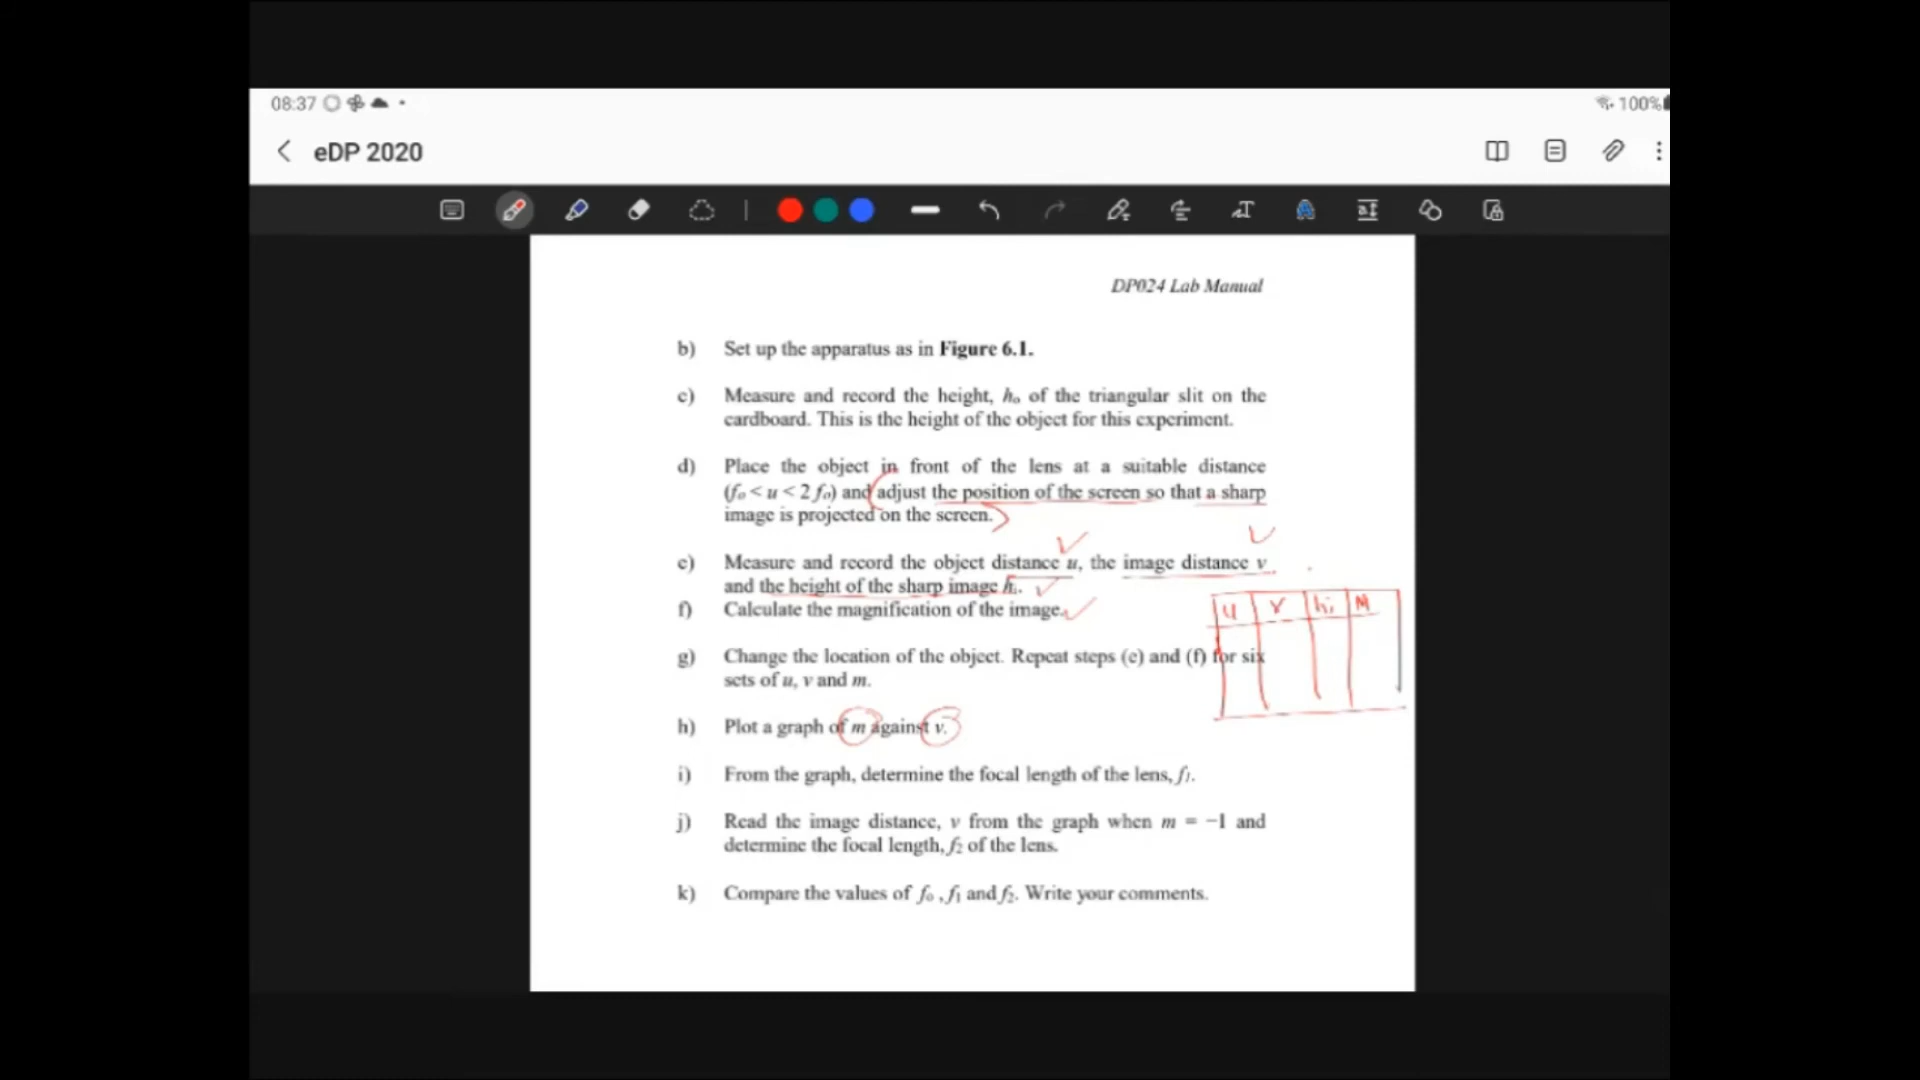 08:37
100%
eDP 2020
DP024 Lab Manual
b) Set up the apparatus as in Figure 6.1.
c) Measure and record the height, hₒ of the triangular slit on the
cardboard. This is the height of the object for this experiment.
d) Place the object in front of the lens at a suitable distance
(fₒ < u < 2 fₒ) and adjust the position of the screen so that a sharp
image is projected on the screen.
e) Measure and record the object distance u, the image distance v
and the height of the sharp image hᵢ.
f) Calculate the magnification of the image.
u v hi M
g) Change the location of the object. Repeat steps (e) and (f) for six
sets of u, v and m.
h) Plot a graph of m against v.
i) From the graph, determine the focal length of the lens, f₁.
j) Read the image distance, v from the graph when m = −1 and
determine the focal length, f₂ of the lens.
k) Compare the values of fₒ , f₁ and f₂. Write your comments.